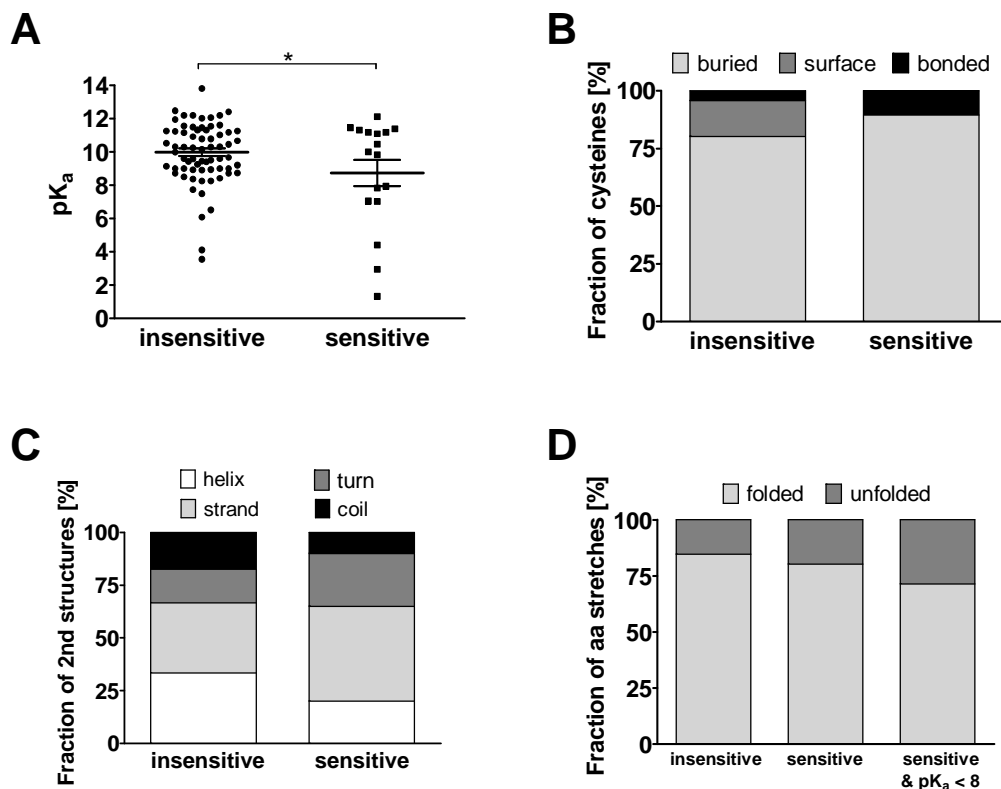 A
*
pKa
14
12
10
8
6
4
2
0
insensitive
sensitive
B
buried
surface
bonded
Fraction of cysteines [%]
100
75
50
25
0
insensitive
sensitive
C
helix
turn
strand
coil
Fraction of 2nd structures [%]
100
75
50
25
0
insensitive
sensitive
D
folded
unfolded
Fraction of aa stretches [%]
100
75
50
25
0
insensitive
sensitive
sensitive
& pKa < 8